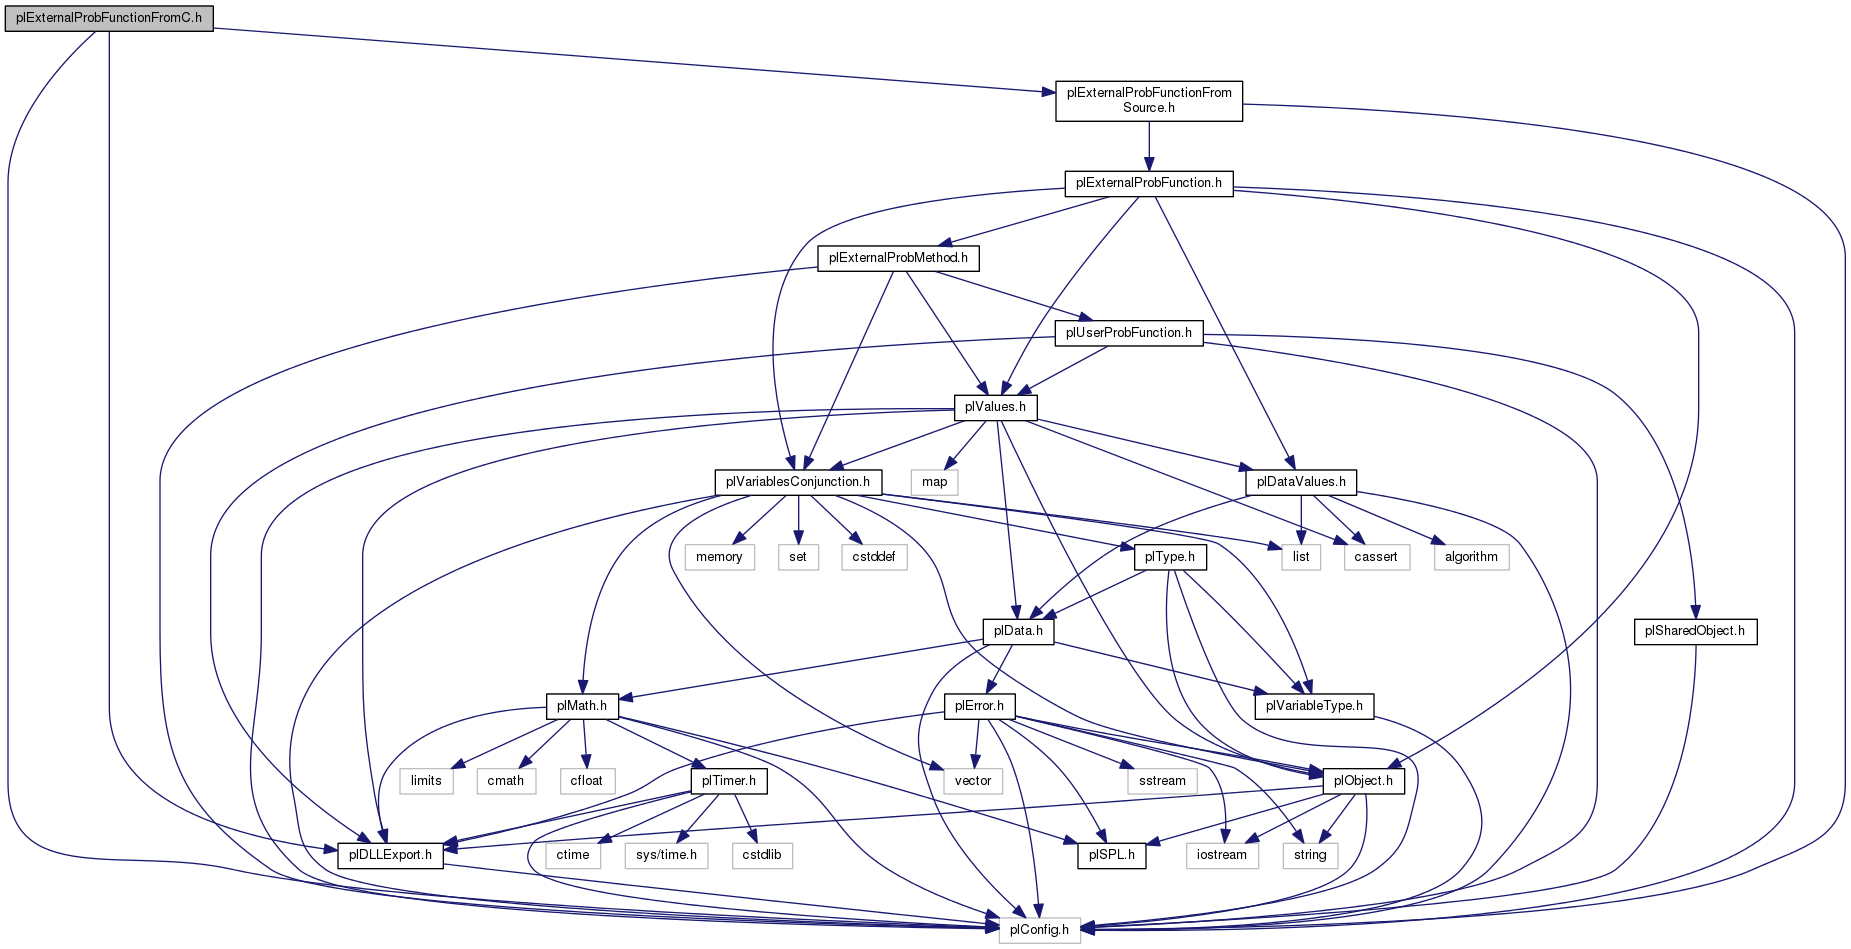 plExternalProbFunctionFromC.h
plExternalProbFunctionFrom
Source.h
plExternalProbFunction.h
plExternalProbMethod.h
plUserProbFunction.h
plValues.h
plVariablesConjunction.h
map
plDataValues.h
memory
set
cstddef
plType.h
list
cassert
algorithm
plData.h
plSharedObject.h
plMath.h
plError.h
plVariableType.h
limits
cmath
cfloat
plTimer.h
vector
sstream
plObject.h
plDLLExport.h
ctime
sys/time.h
cstdlib
plSPL.h
iostream
string
plConfig.h